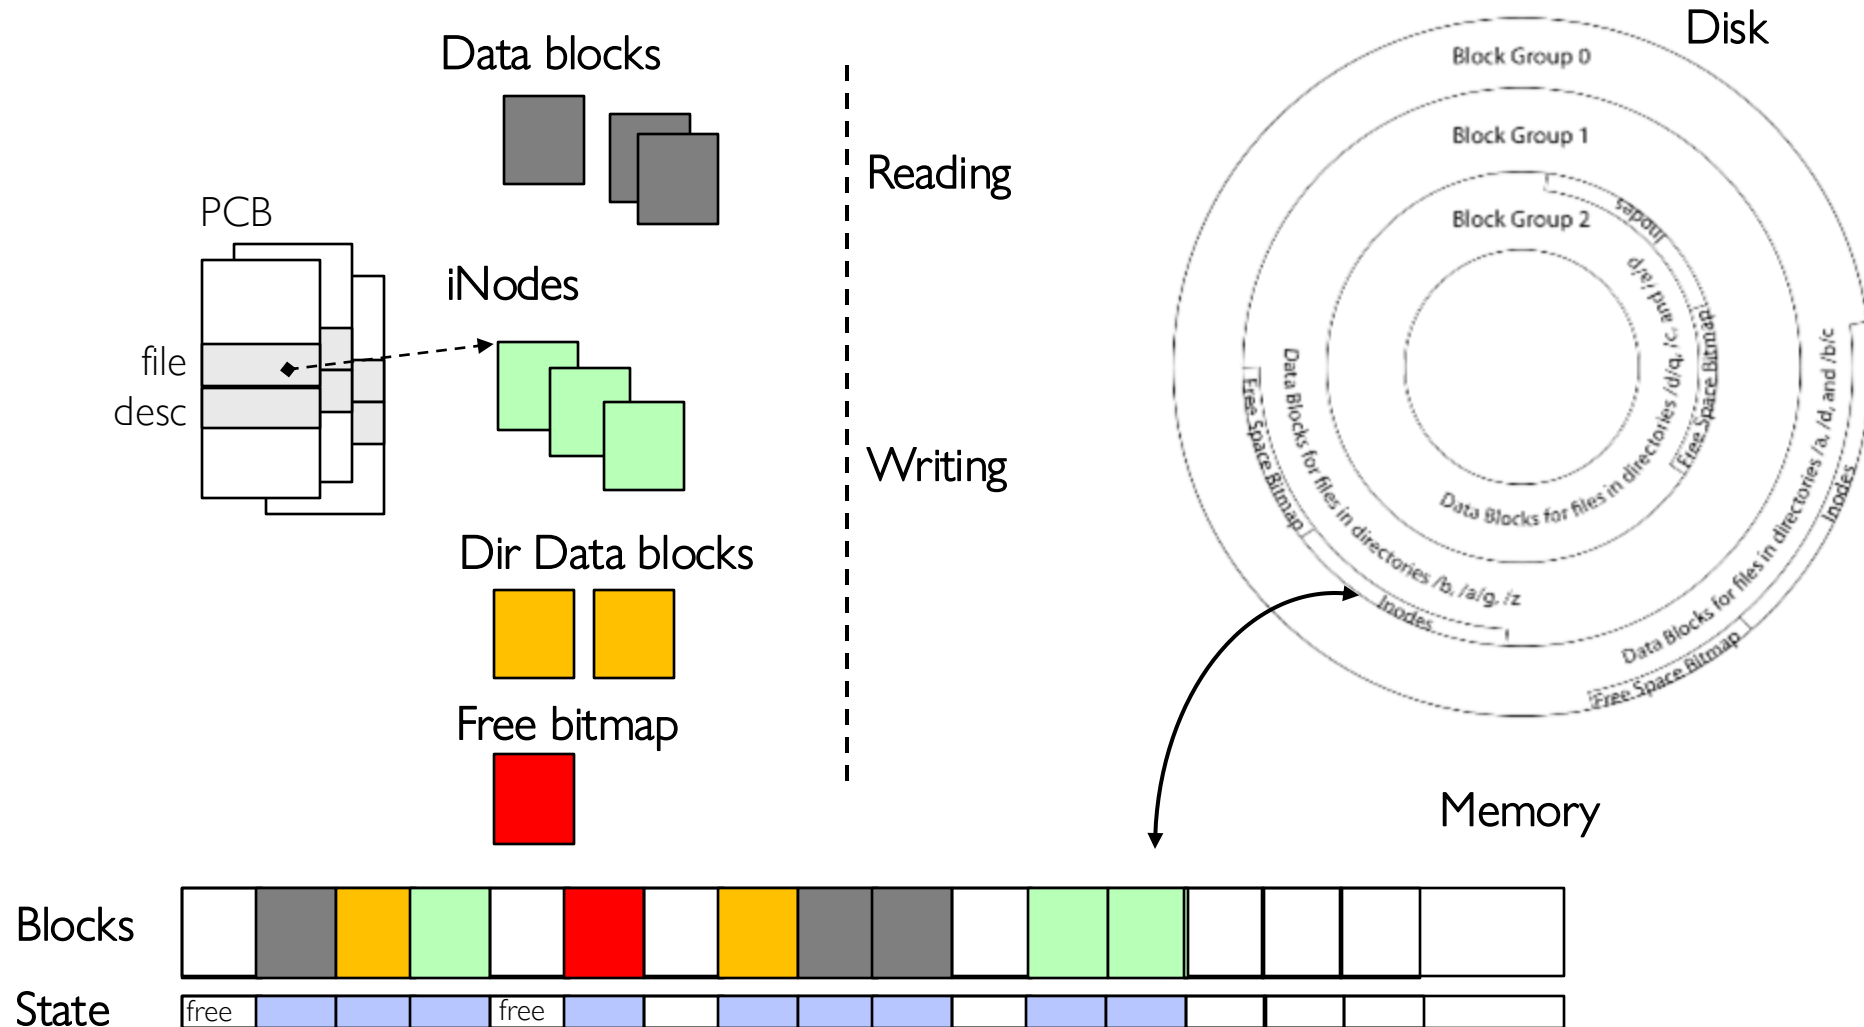 Data blocks
Disk
Block Group 0
Block Group 1
Reading
PCB
Block Group 2
Inodes
iNodes
file
desc
Data Blocks for files in directories /d/q, /c, and /a/p
Free Space Bitmap
Data Blocks for files in directories /b, /a/g, /z
Free Space Bitmap
Inodes
Data Blocks for files in directories /a, /d, and /b/c
Inodes
Free Space Bitmap
Writing
Dir Data blocks
Free bitmap
Memory
Blocks
State
free
free